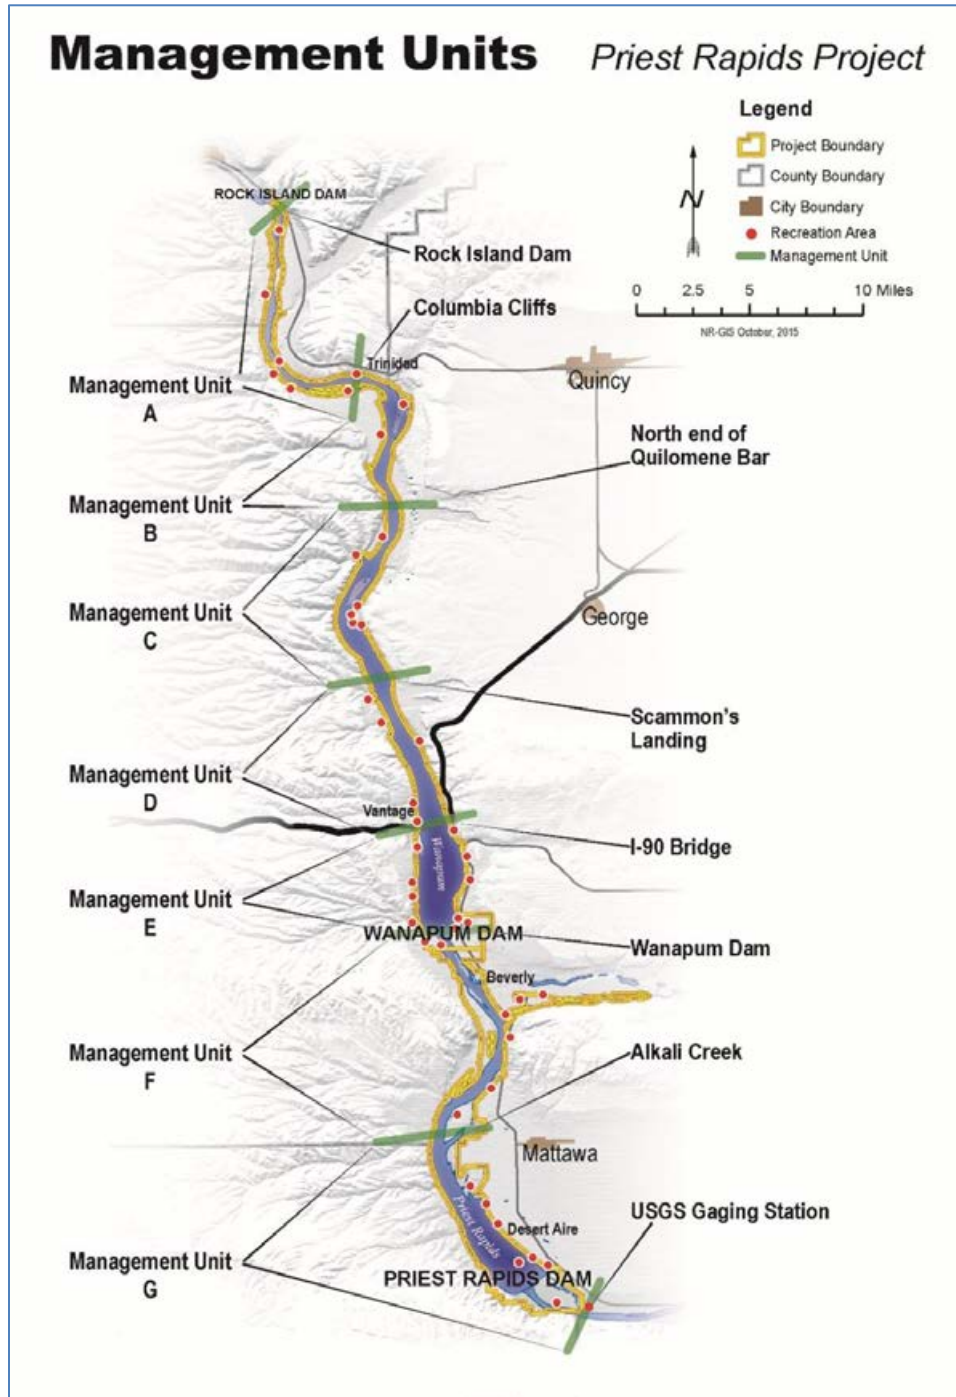 Management Units
Priest Rapids Project
Legend
Project Boundary
County Boundary
City Boundary
Recreation Area
Management Unit
N
0 2.5 5 10 Miles
NR-GIS October, 2015
ROCK ISLAND DAM
Rock Island Dam
Columbia Cliffs
Trinidad
Quincy
Management Unit
A
North end of
Quilomene Bar
Management Unit
B
Management Unit
C
George
Scammon's
Landing
Management Unit
D
Vantage
I-90 Bridge
Wanapum
Management Unit
E
WANAPUM DAM
Wanapum Dam
Beverly
Management Unit
F
Alkali Creek
Mattawa
Priest Rapids
Desert Aire
USGS Gaging Station
Management Unit
G
PRIEST RAPIDS DAM